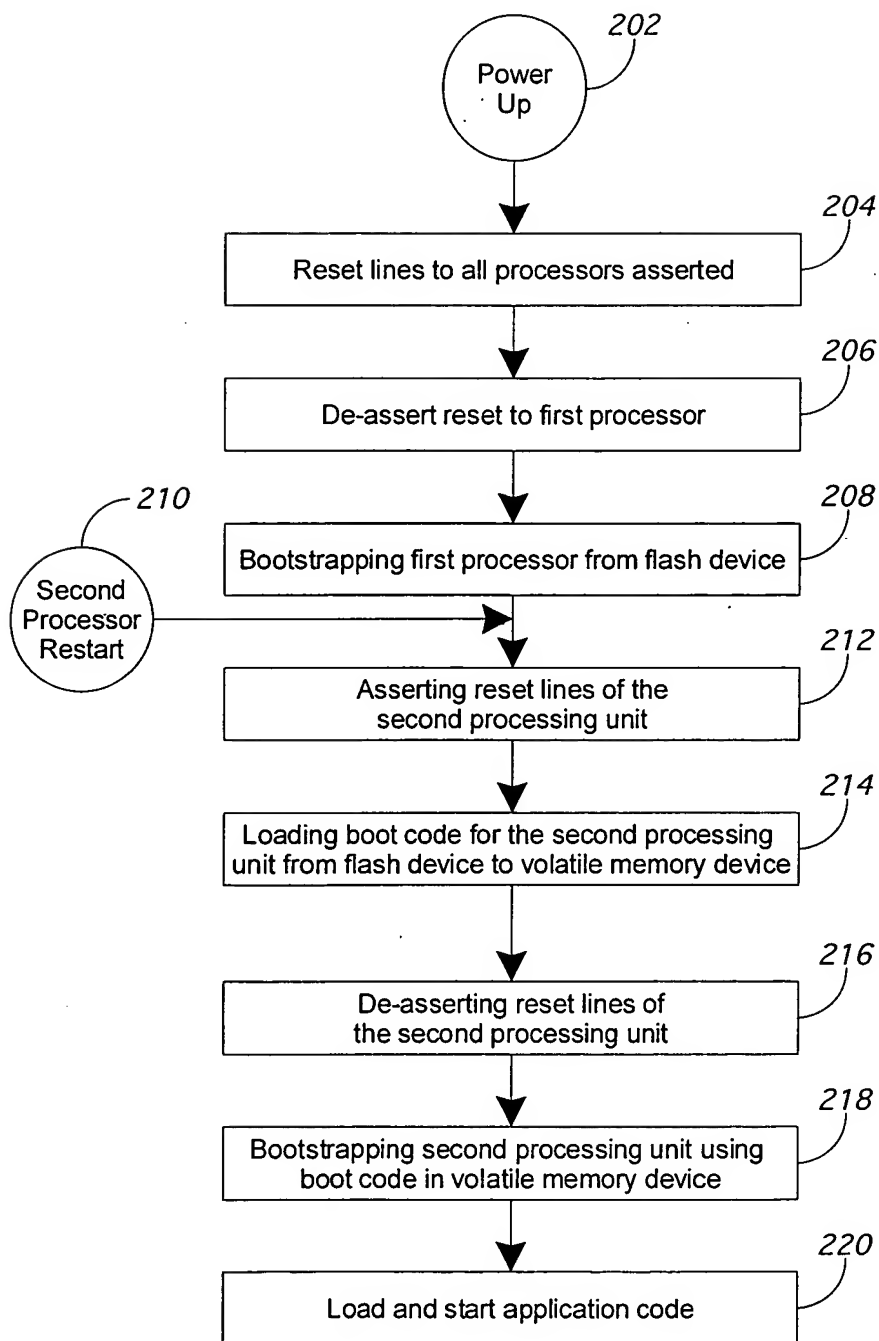 202
Power
Up
204
Reset lines to all processors asserted
206
De-assert reset to first processor
208
Bootstrapping first processor from flash device
210
Second
Processor
Restart
212
Asserting reset lines of the
second processing unit
214
Loading boot code for the second processing
unit from flash device to volatile memory device
216
De-asserting reset lines of
the second processing unit
218
Bootstrapping second processing unit using
boot code in volatile memory device
220
Load and start application code